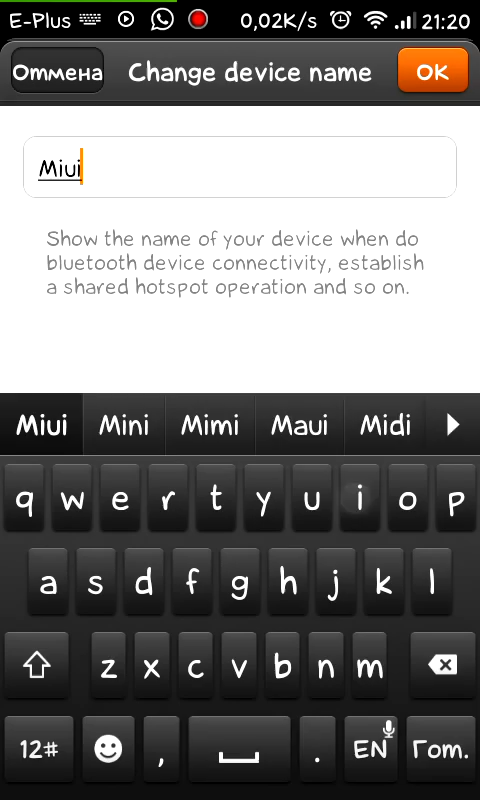 E-Plus 0,02K/s 21:20
Отмена Change device name OK
Miui
Show the name of your device when do
bluetooth device connectivity, establish
a shared hotspot operation and so on.
Miui Mini Mimi Maui Midi
q w e r t y u i o p
a s d f g h j k l
z x c v b n m
12# , . EN Гот.